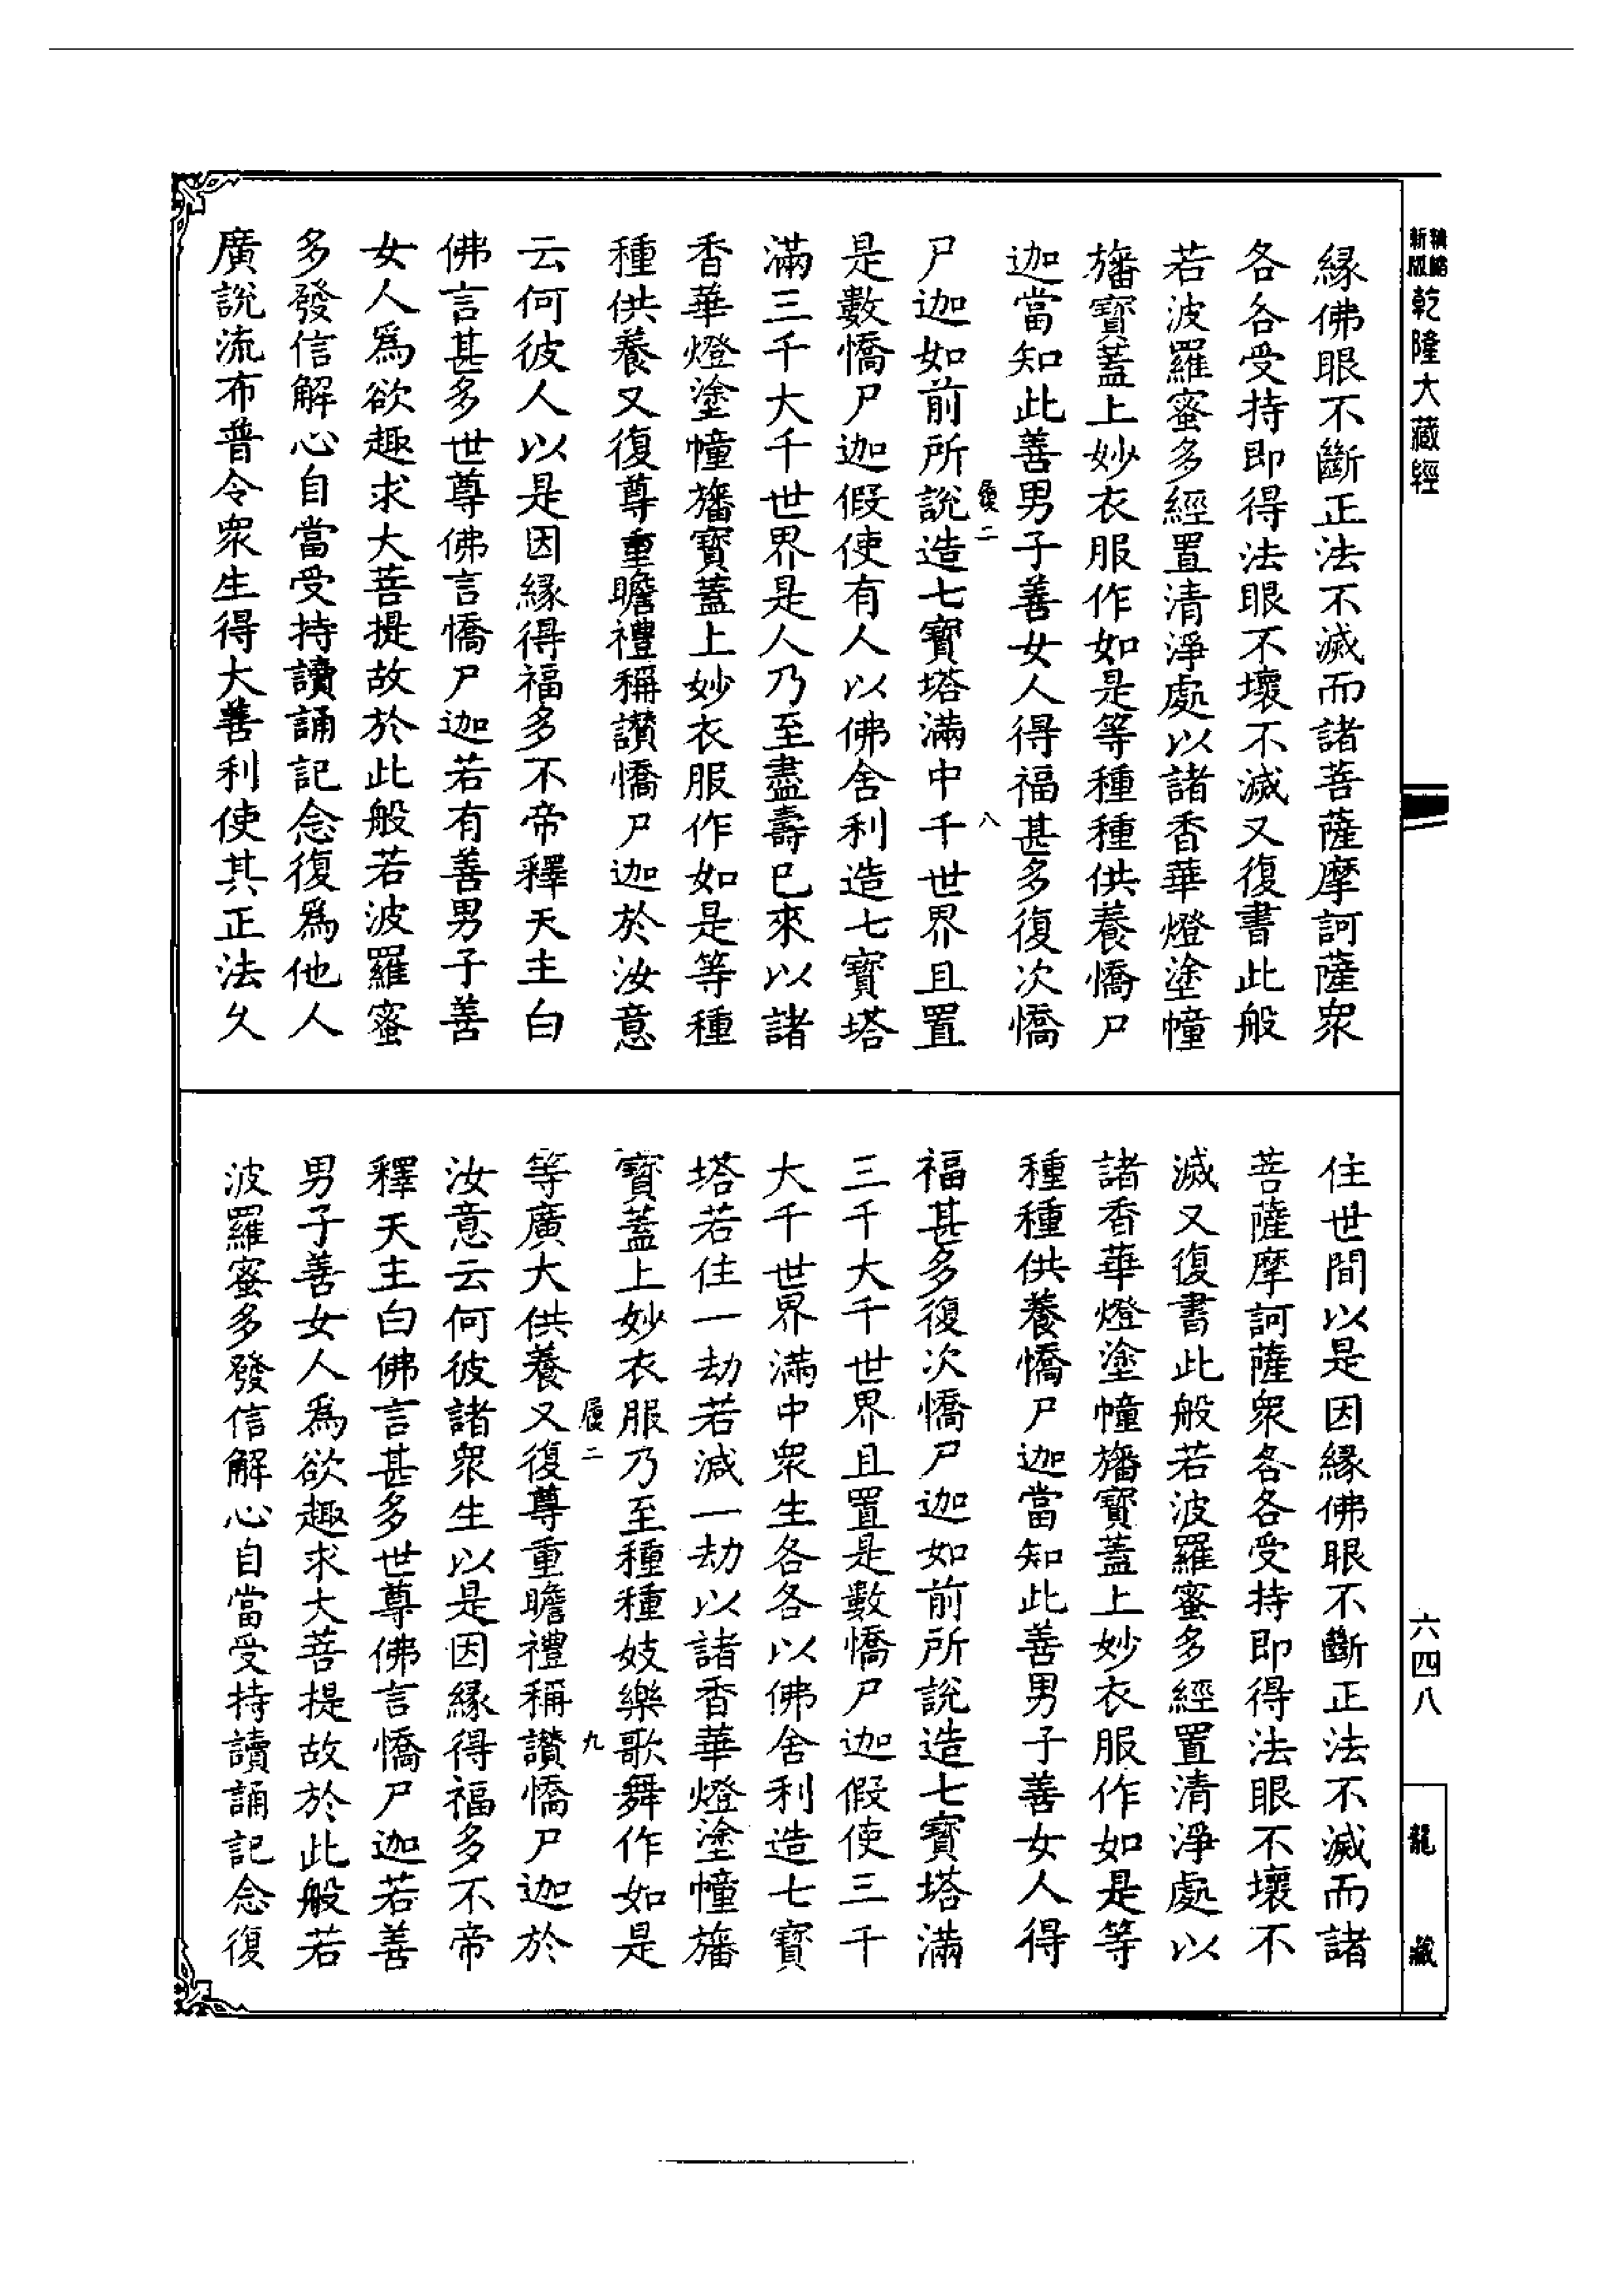 乾隆大藏經
緣佛眼不斷正法不滅而諸菩薩摩訶薩眾
各各受持即得法眼不壞不滅又復書此般
若波羅蜜多經置清淨處以諸香華燈塗幢
旛寶蓋上妙衣服作如是等種種供養憍尸
迦當知此善男子善女人得福甚多復次憍
履二 八
尸迦如前所說造七寶塔滿中千世界且置
是數憍尸迦假使有人以佛舍利造七寶塔
滿三千大千世界是人乃至盡壽已來以諸
香華燈塗幢旛寶蓋上妙衣服作如是等種
種供養又復尊重瞻禮稱讚憍尸迦於汝意
云何彼人以是因緣得福多不帝釋天主白
佛言甚多世尊佛言憍尸迦若有善男子善
女人爲欲趣求大菩提故於此般若波羅蜜
多發信解心自當受持讀誦記念復爲他人
廣說流布普令眾生得大善利使其正法久
住世間以是因緣佛眼不斷正法不滅而諸
菩薩摩訶薩眾各各受持即得法眼不壞不
滅又復書此般若波羅蜜多經置清淨處以
諸香華燈塗幢旛寶蓋上妙衣服作如是等
種種供養憍尸迦當知此善男子善女人得
福甚多復次憍尸迦如前所說造七寶塔滿
三千大千世界且置是數憍尸迦假使三千
大千世界滿中眾生各各以佛舍利造七寶
塔若住一劫若減一劫以諸香華燈塗幢旛
寶蓋上妙衣服乃至種種妓樂歌舞作如是
履二 九
等廣大供養又復尊重瞻禮稱讚憍尸迦於
汝意云何彼諸眾生以是因緣得福多不帝
釋天主白佛言甚多世尊佛言憍尸迦若善
男子善女人爲欲趣求大菩提故於此般若
波羅蜜多發信解心自當受持讀誦記念復
六四八
龍藏